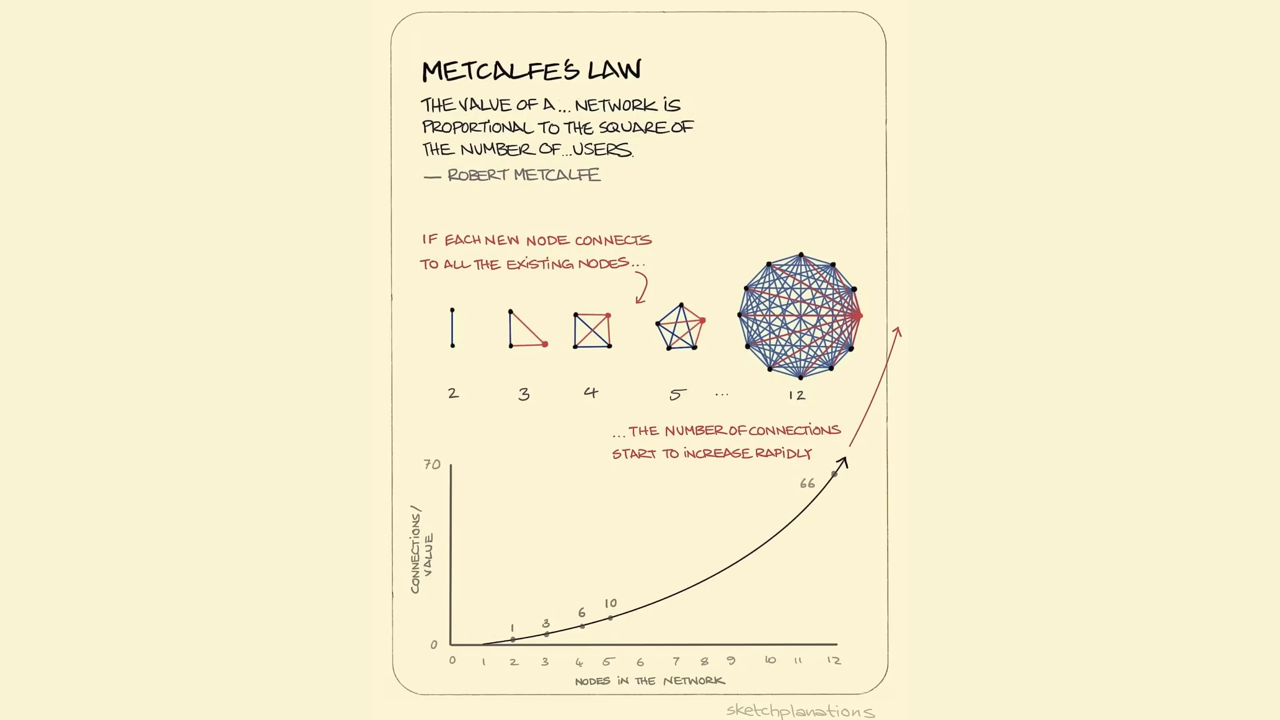 METCALFE'S LAW
THE VALUE OF A... NETWORK IS
PROPORTIONAL TO THE SQUARE OF
THE NUMBER OF...USERS.
— ROBERT METCALFE
IF EACH NEW NODE CONNECTS
TO ALL THE EXISTING NODES...
2 3 4 5 ... 12
...THE NUMBER OF CONNECTIONS
START TO INCREASE RAPIDLY
70
66
CONNECTIONS/
VALUE
1 3 6 10
0
0 1 2 3 4 5 6 7 8 9 10 11 12
NODES IN THE NETWORK
sketchplanations